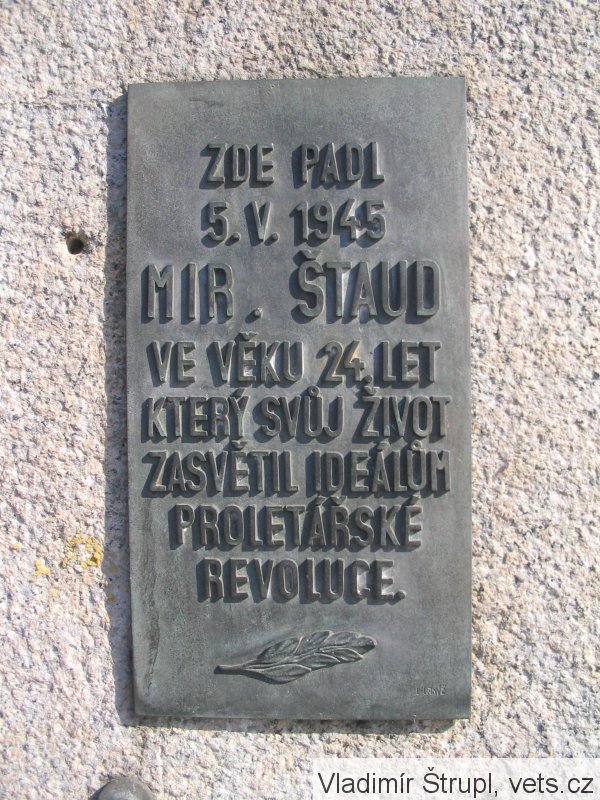 ZDE PADL
5. V. 1945
MIR. ŠTAUD
VE VĚKU 24. LET
KTERÝ SVŮJ ŽIVOT
ZASVĚTIL IDEÁLŮM
PROLETÁŘSKÉ
REVOLUCE.
Vladimír Štrupl, vets.cz